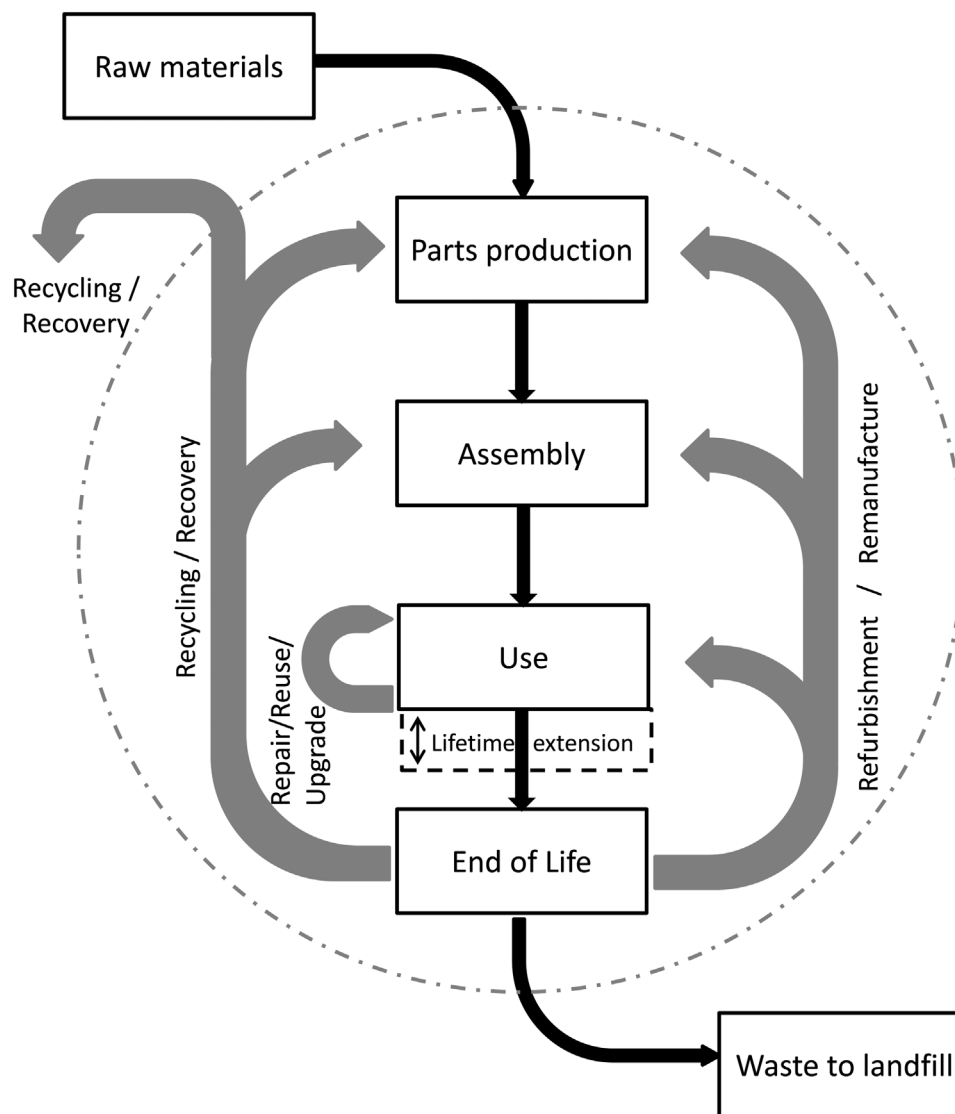 Raw materials
Parts production
Recycling /
Recovery
Assembly
Recycling / Recovery
Refurbishment / Remanufacture
Use
Repair/Reuse/
Upgrade
Lifetime extension
End of Life
Waste to landfill